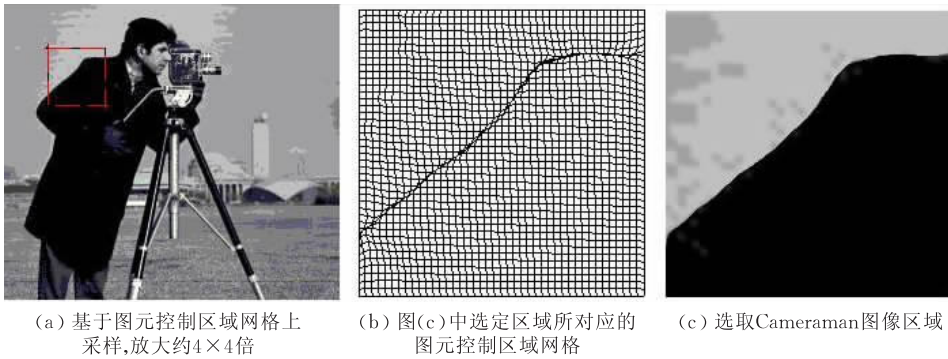 (a) 基于图元控制区域网格上
采样,放大约4×4倍
(b) 图(c)中选定区域所对应的
图元控制区域网格
(c) 选取Cameraman图像区域